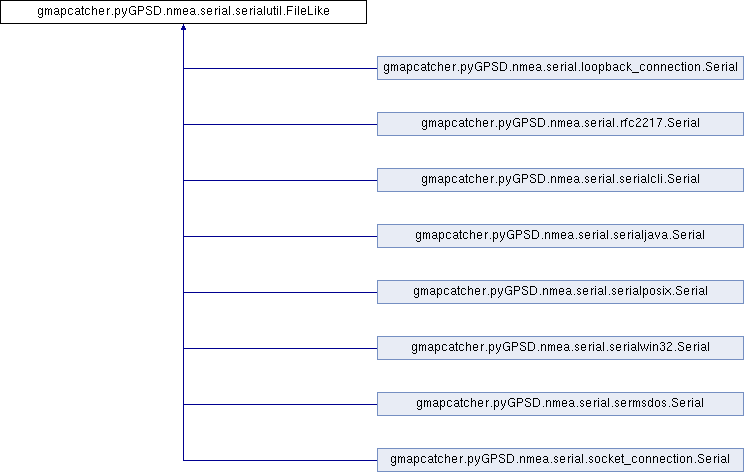 gmapcatcher.pyGPSD.nmea.serial.serialutil.FileLike
gmapcatcher.pyGPSD.nmea.serial.loopback_connection.Serial
gmapcatcher.pyGPSD.nmea.serial.rfc2217.Serial
gmapcatcher.pyGPSD.nmea.serial.serialcli.Serial
gmapcatcher.pyGPSD.nmea.serial.serialjava.Serial
gmapcatcher.pyGPSD.nmea.serial.serialposix.Serial
gmapcatcher.pyGPSD.nmea.serial.serialwin32.Serial
gmapcatcher.pyGPSD.nmea.serial.sermsdos.Serial
gmapcatcher.pyGPSD.nmea.serial.socket_connection.Serial